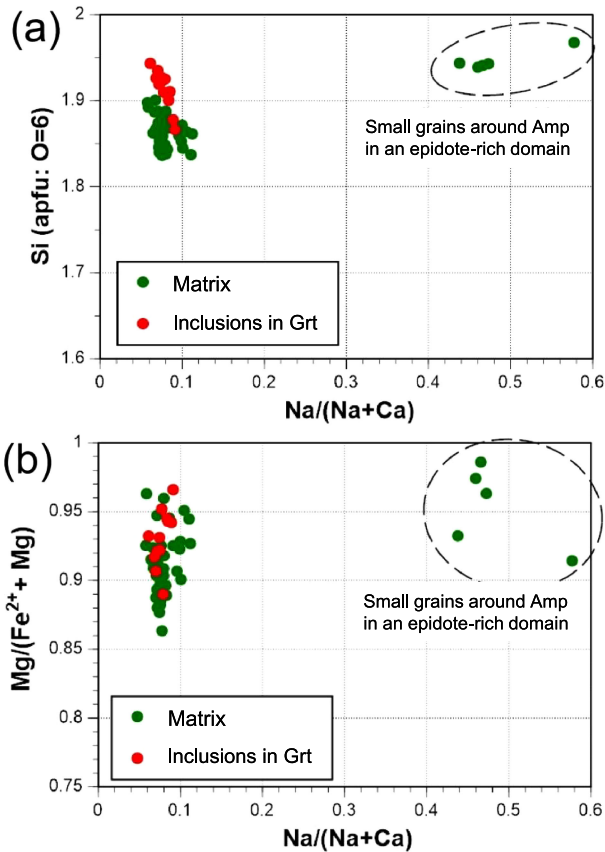 (a)
2
1.9
1.8
1.7
1.6
Si (apfu: O=6)
Small grains around Amp
in an epidote-rich domain
Matrix
Inclusions in Grt
0 0.1 0.2 0.3 0.4 0.5 0.6
Na/(Na+Ca)
(b)
1
0.95
0.9
0.85
0.8
0.75
Mg/(Fe²⁺+ Mg)
Small grains around Amp
in an epidote-rich domain
Matrix
Inclusions in Grt
0 0.1 0.2 0.3 0.4 0.5 0.6
Na/(Na+Ca)